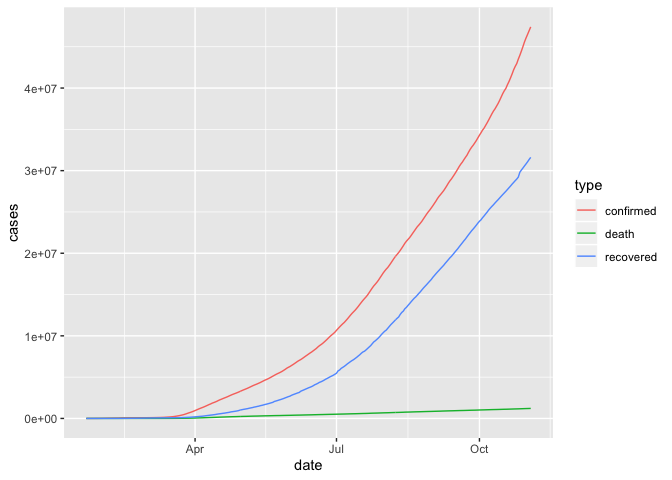 4e+07
3e+07
2e+07
1e+07
0e+00
cases
Apr
Jul
Oct
date
type
confirmed
death
recovered